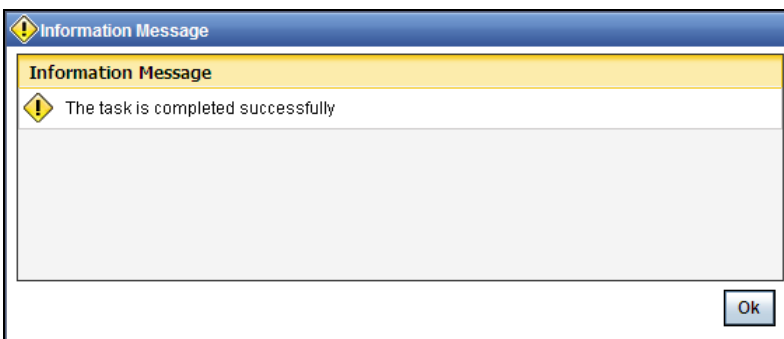 Information Message
Information Message
The task is completed successfully
Ok